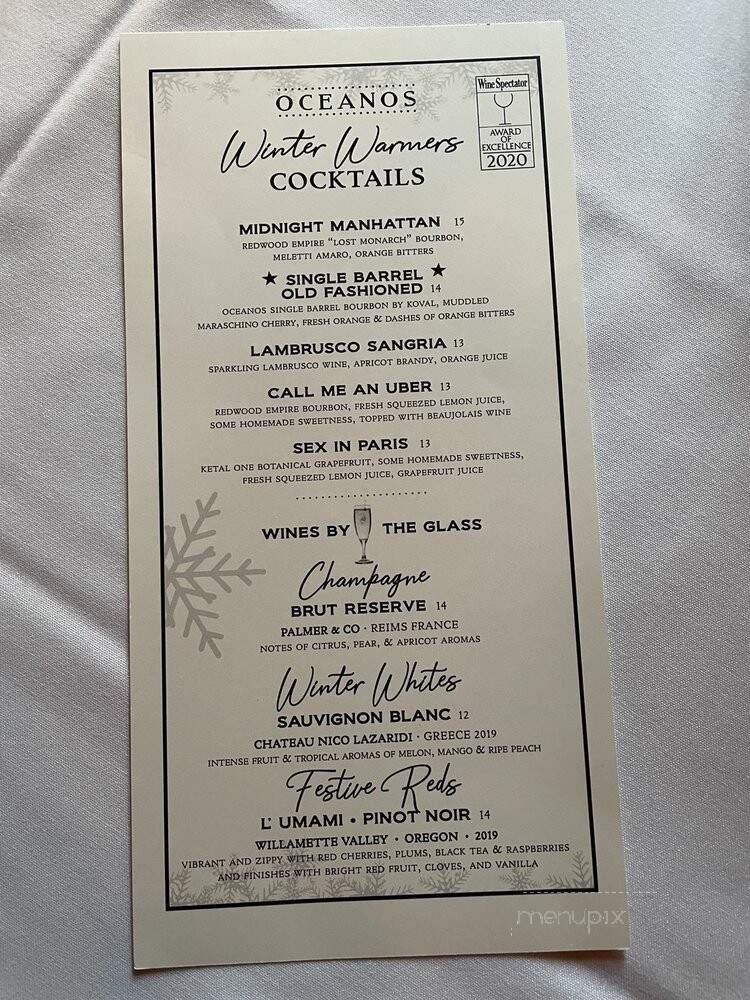 OCEANOS
Wine Spectator
AWARD
OF
EXCELLENCE
2020
Winter Warmers
COCKTAILS
MIDNIGHT MANHATTAN 15
REDWOOD EMPIRE "LOST MONARCH" BOURBON,
MELETTI AMARO, ORANGE BITTERS
★ SINGLE BARREL ★
OLD FASHIONED 14
OCEANOS SINGLE BARREL BOURBON BY KOVAL, MUDDLED
MARASCHINO CHERRY, FRESH ORANGE & DASHES OF ORANGE BITTERS
LAMBRUSCO SANGRIA 13
SPARKLING LAMBRUSCO WINE, APRICOT BRANDY, ORANGE JUICE
CALL ME AN UBER 13
REDWOOD EMPIRE BOURBON, FRESH SQUEEZED LEMON JUICE,
SOME HOMEMADE SWEETNESS, TOPPED WITH BEAUJOLAIS WINE
SEX IN PARIS 13
KETAL ONE BOTANICAL GRAPEFRUIT, SOME HOMEMADE SWEETNESS,
FRESH SQUEEZED LEMON JUICE, GRAPEFRUIT JUICE
WINES BY THE GLASS
Champagne
BRUT RESERVE 14
PALMER & CO · REIMS FRANCE
NOTES OF CITRUS, PEAR, & APRICOT AROMAS
Winter Whites
SAUVIGNON BLANC 12
CHATEAU NICO LAZARIDI · GREECE 2019
INTENSE FRUIT & TROPICAL AROMAS OF MELON, MANGO & RIPE PEACH
Festive Reds
L' UMAMI • PINOT NOIR 14
WILLAMETTE VALLEY • OREGON • 2019
VIBRANT AND ZIPPY WITH RED CHERRIES, PLUMS, BLACK TEA & RASPBERRIES
AND FINISHES WITH BRIGHT RED FRUIT, CLOVES, AND VANILLA
menupix